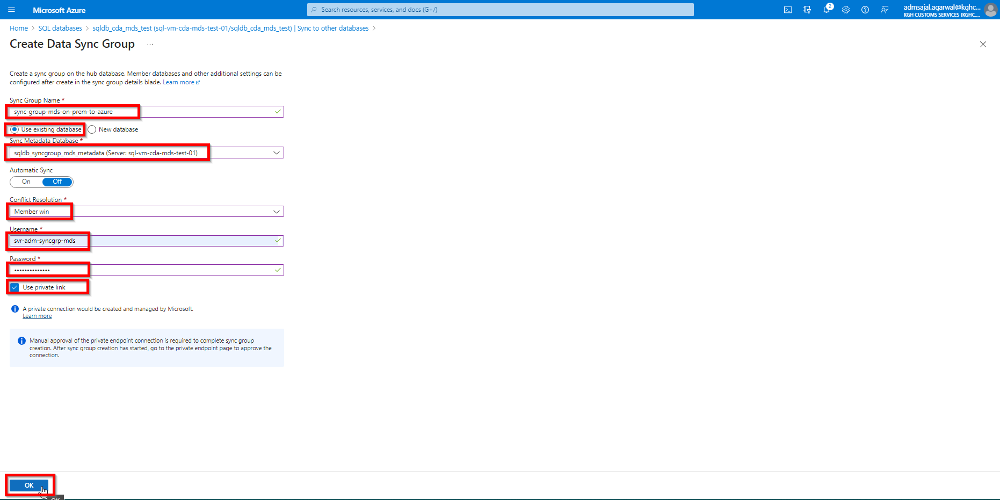 Microsoft Azure
Search resources, services, and docs (G+/)
2
admsajal.agarwal@kghc...
KGH CUSTOMS SERVICES (KGHC....
Home > SQL databases > sqldb_cda_mds_test (sql-vm-cda-mds-test-01/sqldb_cda_mds_test) | Sync to other databases >
Create Data Sync Group ...
Create a sync group on the hub database. Member databases and other additional settings can be
configured after create in the sync group details blade. Learn more
Sync Group Name *
sync-group-mds-on-prem-to-azure
Use existing database New database
Sync Metadata Database *
sqldb_syncgroup_mds_metadata (Server: sql-vm-cda-mds-test-01)
Automatic Sync
On Off
Conflict Resolution *
Member win
Username *
svr-adm-syncgrp-mds
Password *
••••••••••••••
Use private link
A private connection would be created and managed by Microsoft.
Learn more
Manual approval of the private endpoint connection is required to complete sync group
creation. After sync group creation has started, go to the private endpoint page to approve the
connection.
OK
OK